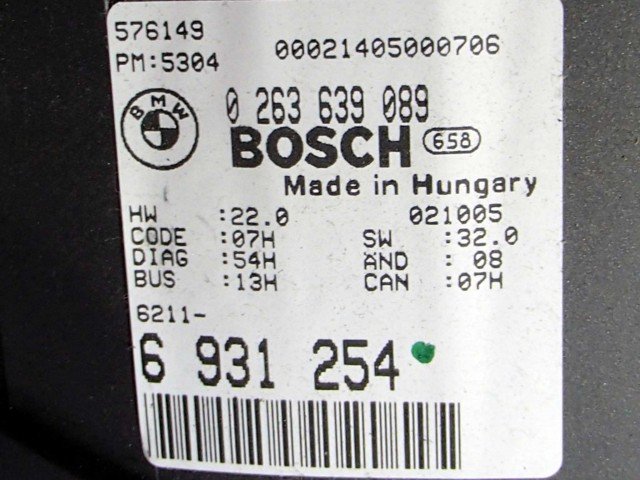 576149 00021405000706
PM:5304
BMW 0 263 639 089
BOSCH 658
Made in Hungary
HW :22.0 021005
CODE :07H SW :32.0
DIAG :54H ÄND : 08
BUS :13H CAN :07H
6211-
6 931 254